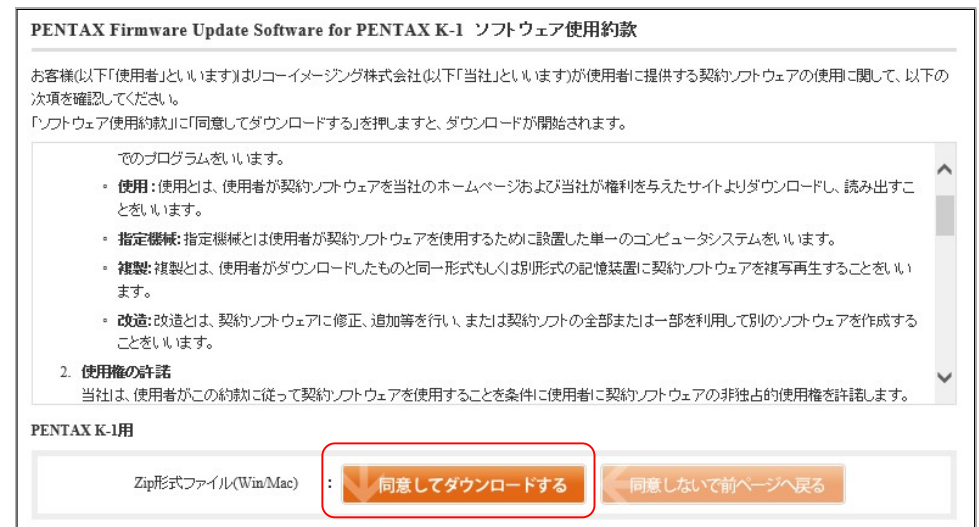 PENTAX Firmware Update Software for PENTAX K-1 ソフトウェア使用約款
お客様(以下「使用者」といいます)はリコーイメージング株式会社(以下「当社」といいます)が使用者に提供する契約ソフトウェアの使用に関して、以下の
次項を確認してください。
「ソフトウェア使用約款」に「同意してダウンロードする」を押しますと、ダウンロードが開始されます。
でのプログラムをいいます。
◦ 使用:使用とは、使用者が契約ソフトウェアを当社のホームページおよび当社が権利を与えたサイトよりダウンロードし、読み出すこ
とをいいます。
◦ 指定機械:指定機械とは使用者が契約ソフトウェアを使用するために設置した単一のコンピュータシステムをいいます。
◦ 複製:複製とは、使用者がダウンロードしたものと同一形式もしくは別形式の記憶装置に契約ソフトウェアを複写再生することをいい
ます。
◦ 改造:改造とは、契約ソフトウェアに修正、追加等を行い、または契約ソフトの全部または一部を利用して別のソフトウェアを作成する
ことをいいます。
2. 使用権の許諾
当社は、使用者がこの約款に従って契約ソフトウェアを使用することを条件に使用者に契約ソフトウェアの非独占的使用権を許諾します。
PENTAX K-1用
Zip形式ファイル(Win/Mac) : 同意してダウンロードする 同意しないで前ページへ戻る